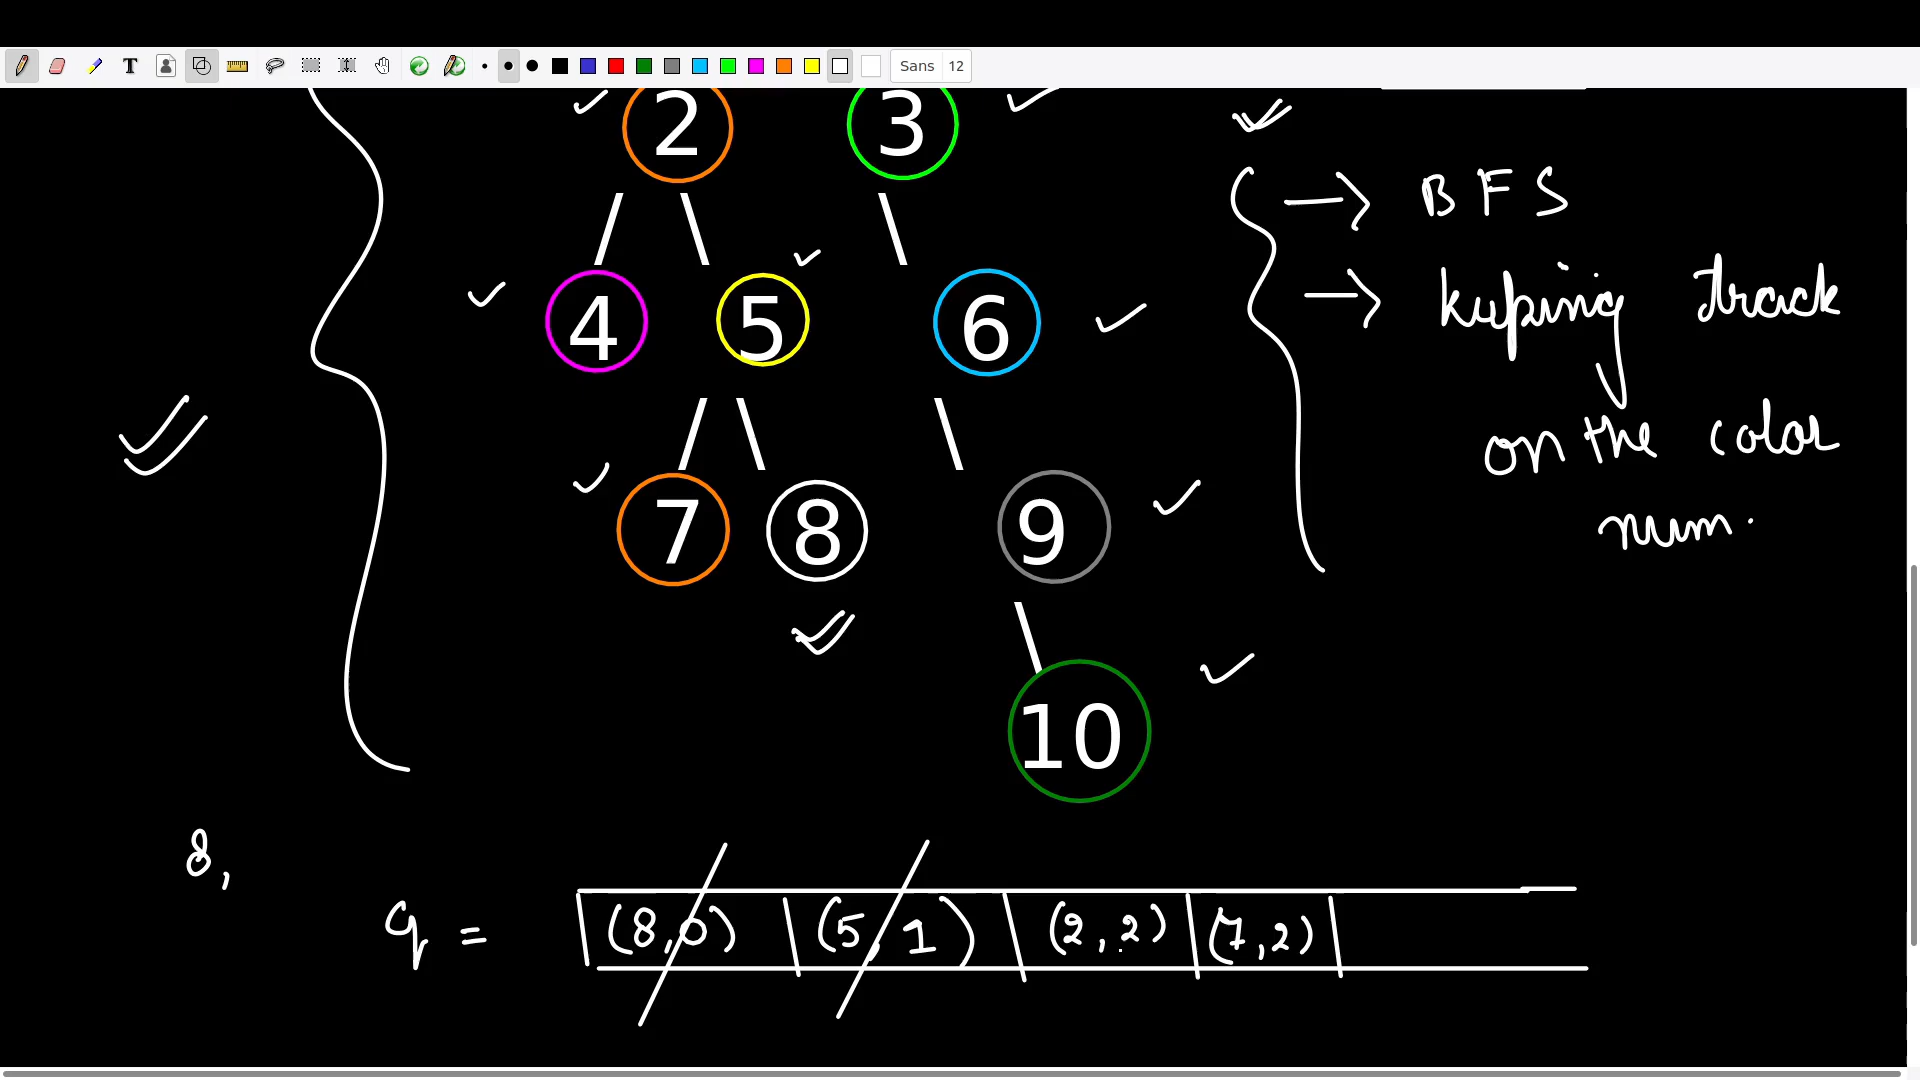 T Sans 12
2 3
BFS
4 5 6
keeping track
on the color
7 8 9
num.
10
8,
q = (8,0) (5,1) (2,2) (7,2)